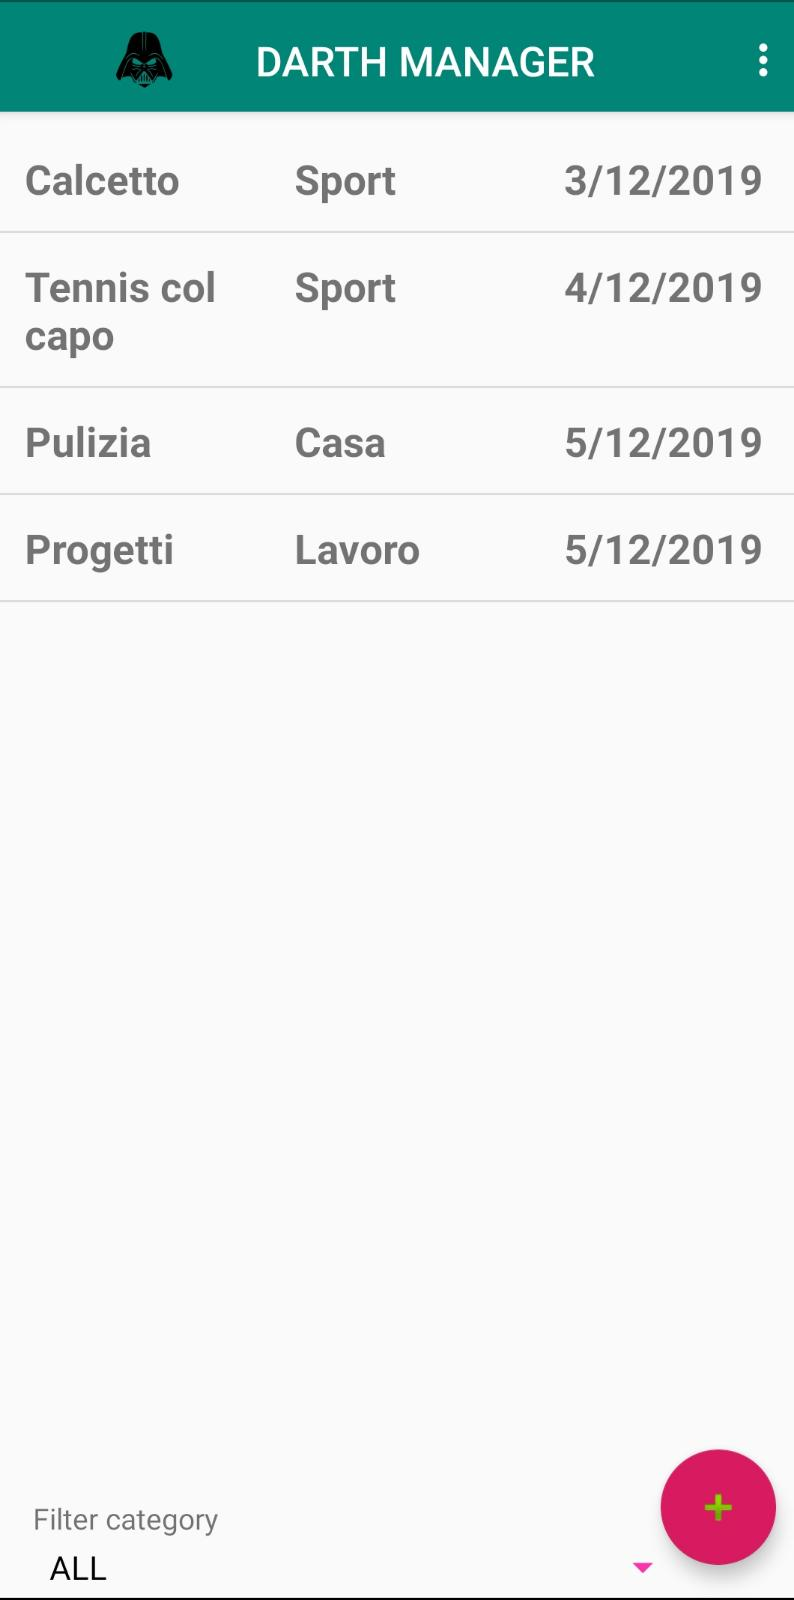 DARTH MANAGER
Calcetto Sport 3/12/2019
Tennis col Sport 4/12/2019
capo
Pulizia Casa 5/12/2019
Progetti Lavoro 5/12/2019
Filter category
ALL
+